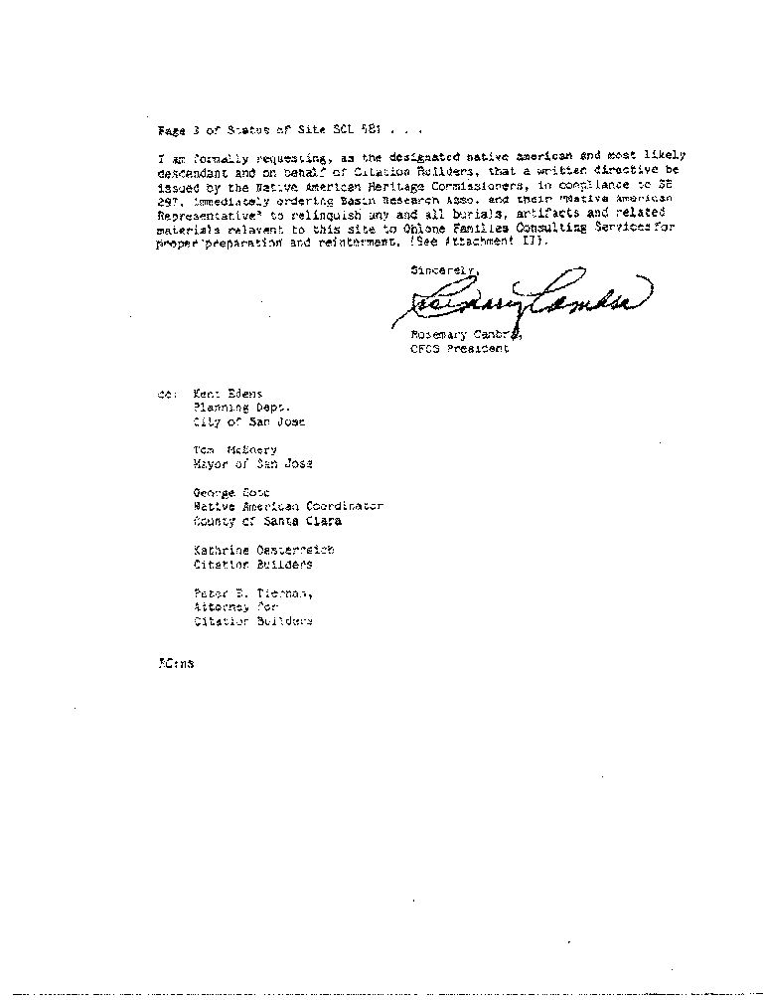 Page 3 of Status of Site SCL 581 . . .
I am formally requesting, as the designated native american and most likely
descendant and on behalf of Citation Builders, that a written directive be
issued by the Native American Heritage Commissioners, in compliance to SB
297, immediately ordering Basin Research Asso. and their "Native American
Representative" to relinquish any and all burials, artifacts and related
materials relavent to this site to Ohlone Families Consulting Services for
proper preparation and reinterment. (See Attachment II).
Sincerely,
Rosemary Cambra
Rosemary Cambra,
OFCS President
cc: Kent Edens
Planning Dept.
City of San Jose
Tom McEnery
Mayor of San Jose
George
Native American Coordinator
County of Santa Clara
Kathrine Oesterreich
Citation Builders
Peter B. Tiernan,
Attorney for
Citation Builders
RC:ns